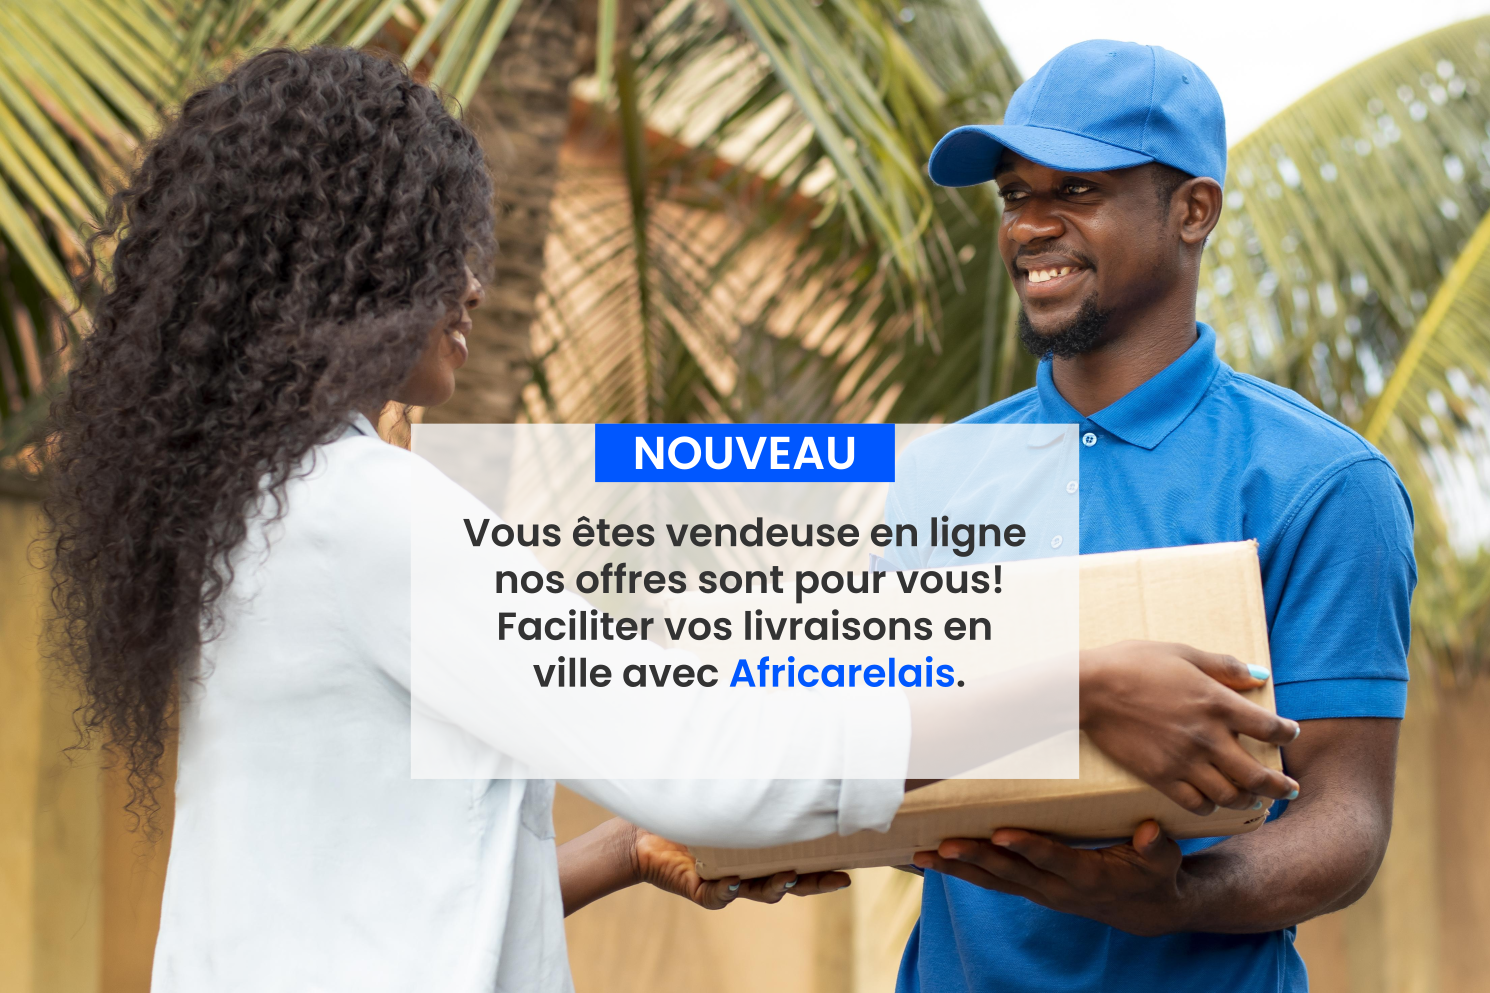 NOUVEAU
Vous êtes vendeuse en ligne
nos offres sont pour vous!
Faciliter vos livraisons en
ville avec Africarelais.